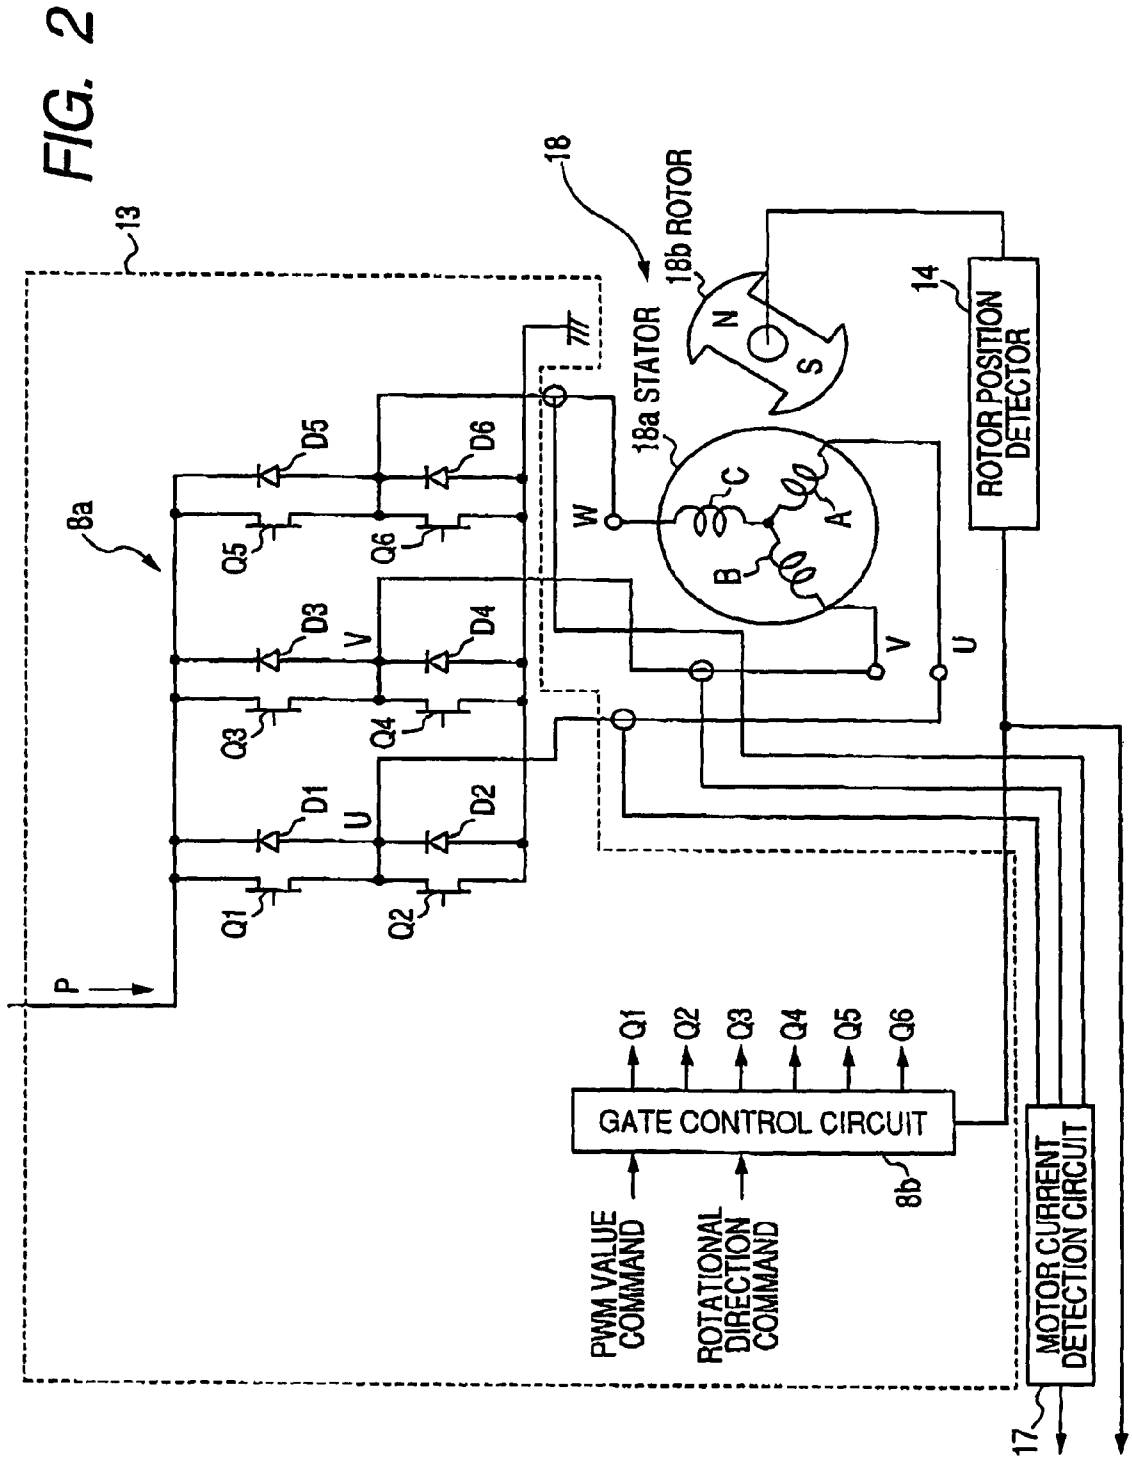 FIG. 2
13
8a
P
Q1
D1
Q3
D3
Q5
D5
U
V
Q2
D2
Q4
D4
Q6
D6
18
18a STATOR
18b ROTOR
N
S
W
C
B
A
V
U
14
ROTOR POSITION
DETECTOR
PWM VALUE
COMMAND
ROTATIONAL
DIRECTION
COMMAND
GATE CONTROL CIRCUIT
8b
Q1
Q2
Q3
Q4
Q5
Q6
17
MOTOR CURRENT
DETECTION CIRCUIT